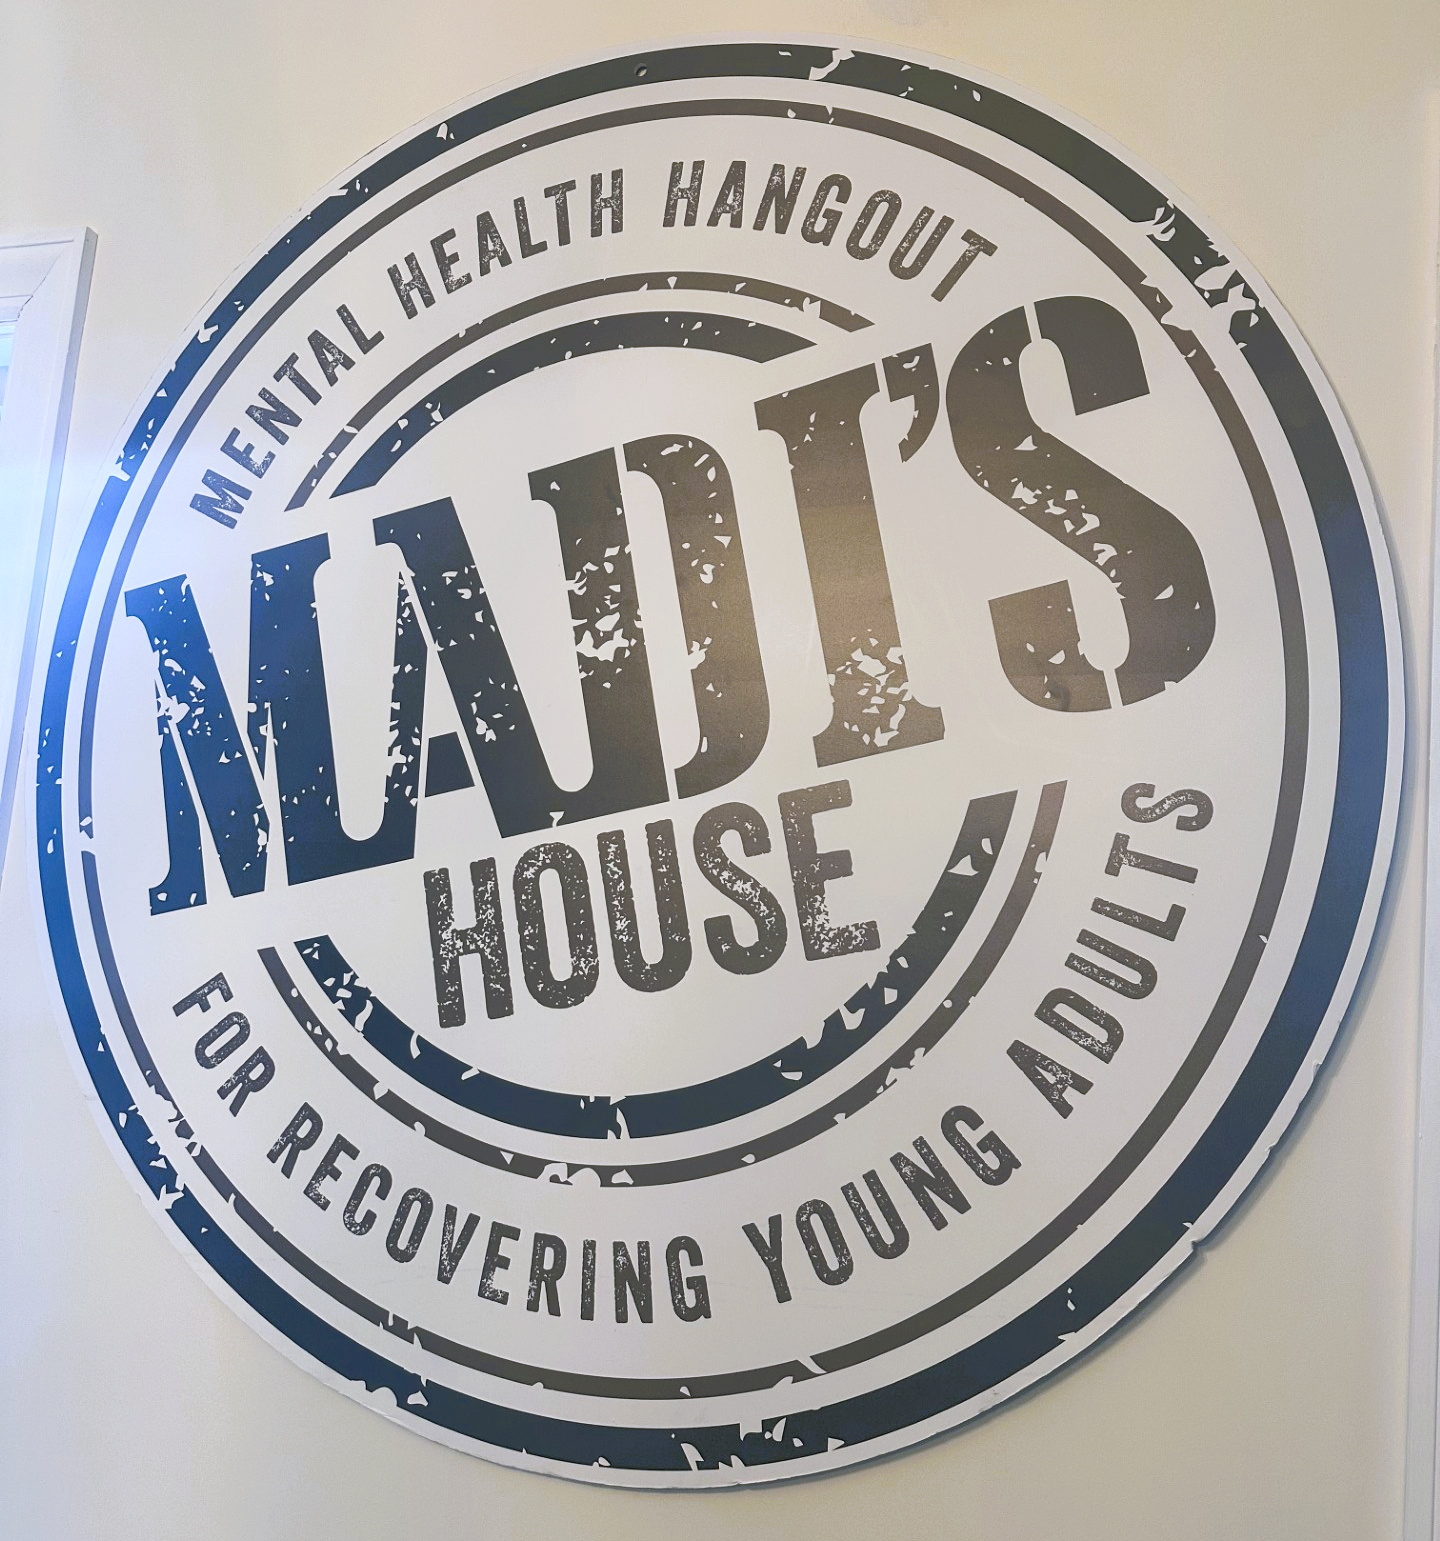 MENTAL HEALTH HANGOUT
MADI'S
HOUSE
FOR RECOVERING YOUNG ADULTS